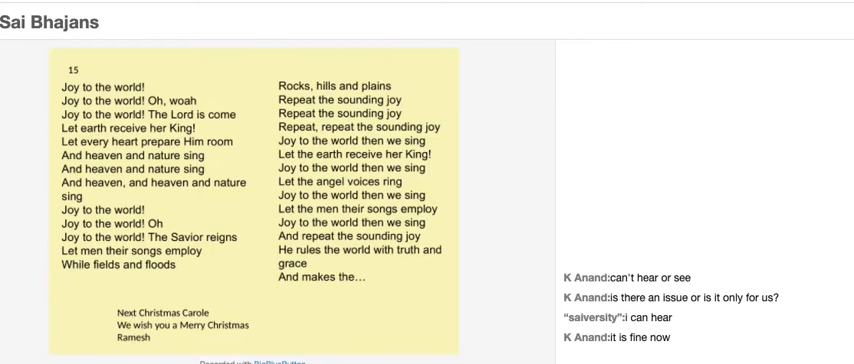 Sai Bhajans
15
Joy to the world!
Joy to the world! Oh, woah
Joy to the world! The Lord is come
Let earth receive her King!
Let every heart prepare Him room
And heaven and nature sing
And heaven and nature sing
And heaven, and heaven and nature
sing
Joy to the world!
Joy to the world! Oh
Joy to the world! The Savior reigns
Let men their songs employ
While fields and floods
Rocks, hills and plains
Repeat the sounding joy
Repeat the sounding joy
Repeat, repeat the sounding joy
Joy to the world then we sing
Let the earth receive her King!
Joy to the world then we sing
Let the angel voices ring
Joy to the world then we sing
Let the men their songs employ
Joy to the world then we sing
And repeat the sounding joy
He rules the world with truth and
grace
And makes the…
Next Christmas Carole
We wish you a Merry Christmas
Ramesh
Recorded with BigBlueButton
K Anand:can't hear or see
K Anand:is there an issue or is it only for us?
“saiversity”:i can hear
K Anand:it is fine now